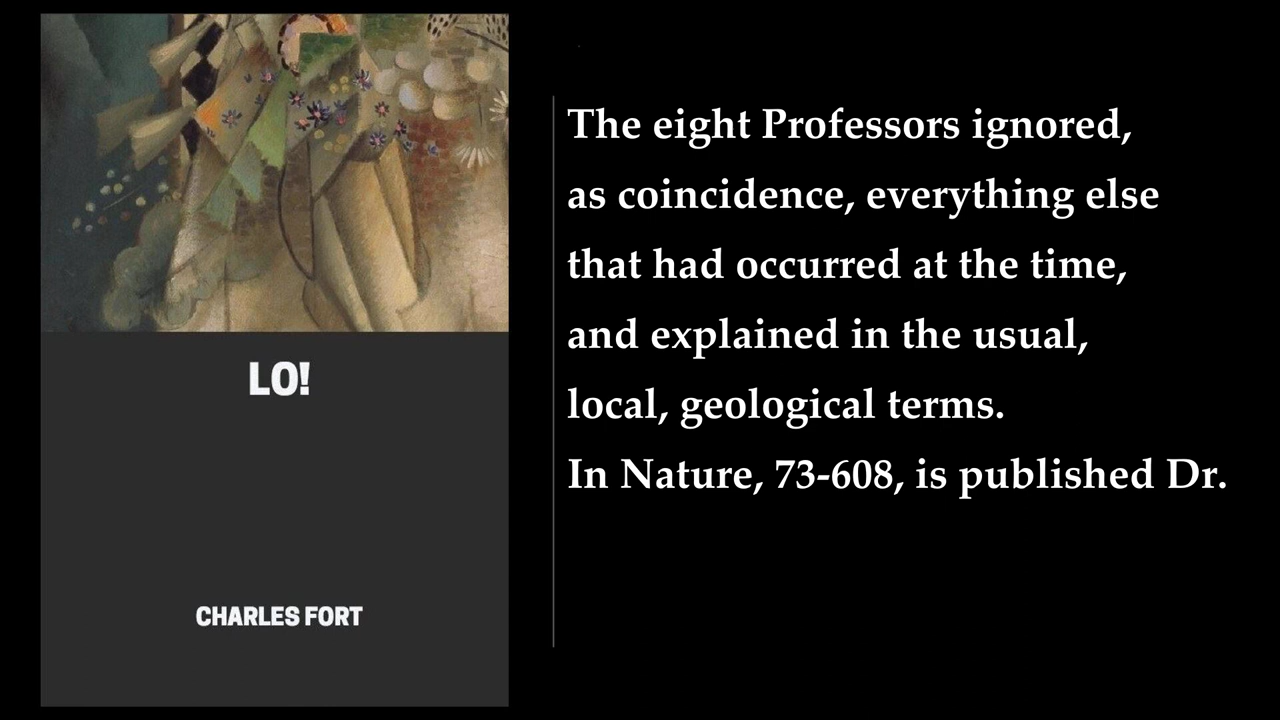 LO!
CHARLES FORT
The eight Professors ignored,
as coincidence, everything else
that had occurred at the time,
and explained in the usual,
local, geological terms.
In Nature, 73-608, is published Dr.